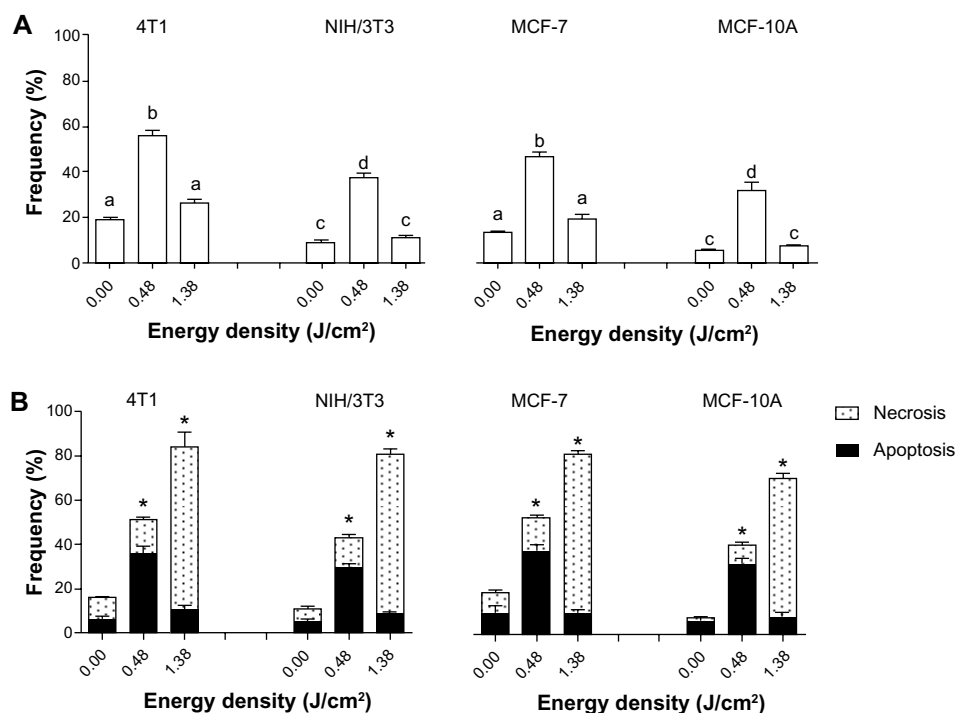 A
4T1 NIH/3T3 MCF-7 MCF-10A
Frequency (%)
100
80
60
40
20
0
a b a c d c a b a c d c
0.00 0.48 1.38 0.00 0.48 1.38 0.00 0.48 1.38 0.00 0.48 1.38
Energy density (J/cm²) Energy density (J/cm²)
B
4T1 NIH/3T3 MCF-7 MCF-10A
Necrosis
Apoptosis
Frequency (%)
100
80
60
40
20
0
* * * * * * * *
0.00 0.48 1.38 0.00 0.48 1.38 0.00 0.48 1.38 0.00 0.48 1.38
Energy density (J/cm²) Energy density (J/cm²)